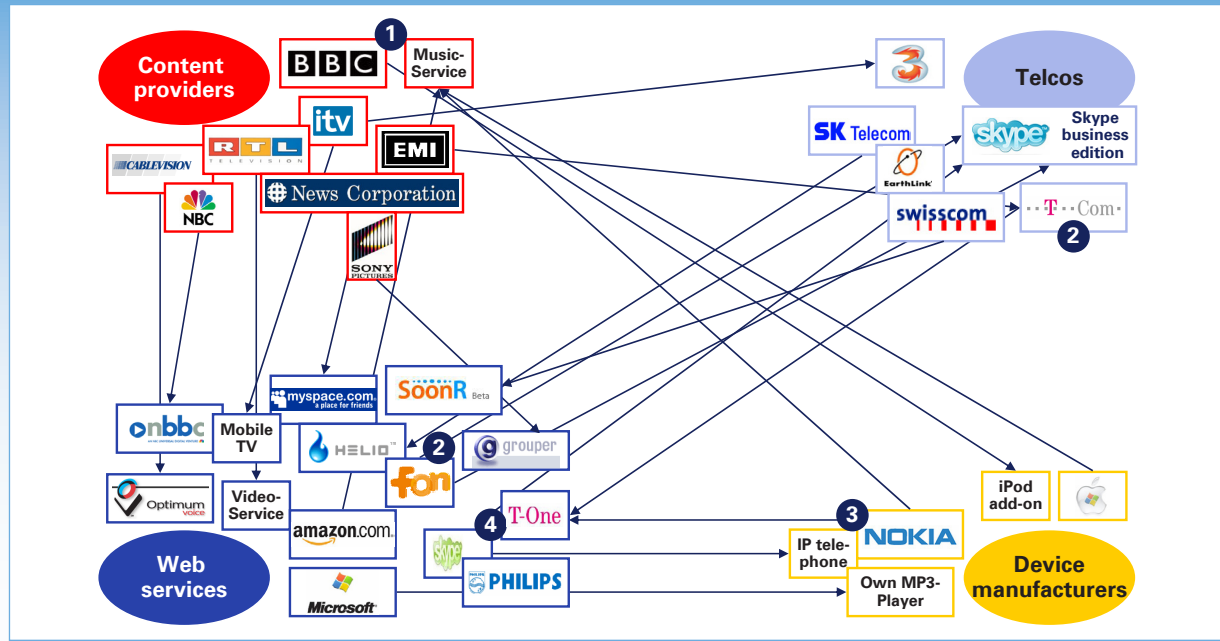 1
BBC
Music-
Service
Content
providers
3
Telcos
itv
SK Telecom
skype
Skype
business
edition
RTL
TELEVISION
EMI
CABLEVISION
EarthLink
NBC
News Corporation
swisscom
T Com
2
SONY
PICTURES
myspace.com
a place for friends
SoonR Beta
nbbc
Mobile
TV
HELIO
2
g grouper
fon
Optimum
voice
Video-
Service
iPod
add-on
amazon.com
T-One
4
3
NOKIA
skype
IP tele-
phone
Web
services
Device
manufacturers
Microsoft
PHILIPS
Own MP3-
Player